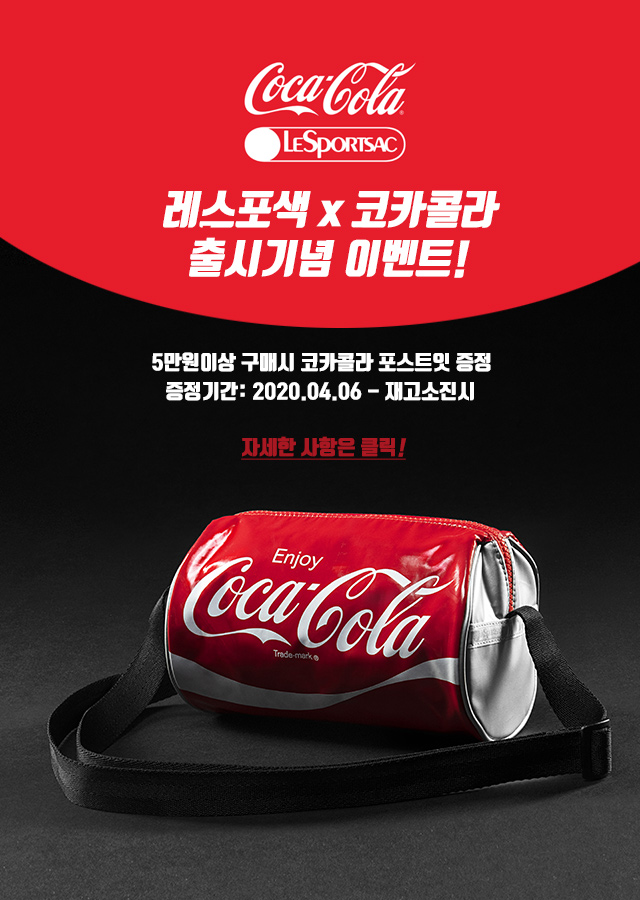 Coca-Cola
LeSportsac
레스포색 x 코카콜라
출시기념 이벤트!
5만원이상 구매시 코카콜라 포스트잇 증정
증정기간: 2020.04.06 - 재고소진시
자세한 사항은 클릭!
Enjoy
Coca-Cola
Trade-mark ®